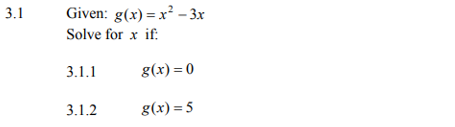 3.1 Given: g(x) = x² – 3x
Solve for x if:
3.1.1 g(x) = 0
3.1.2 g(x) = 5